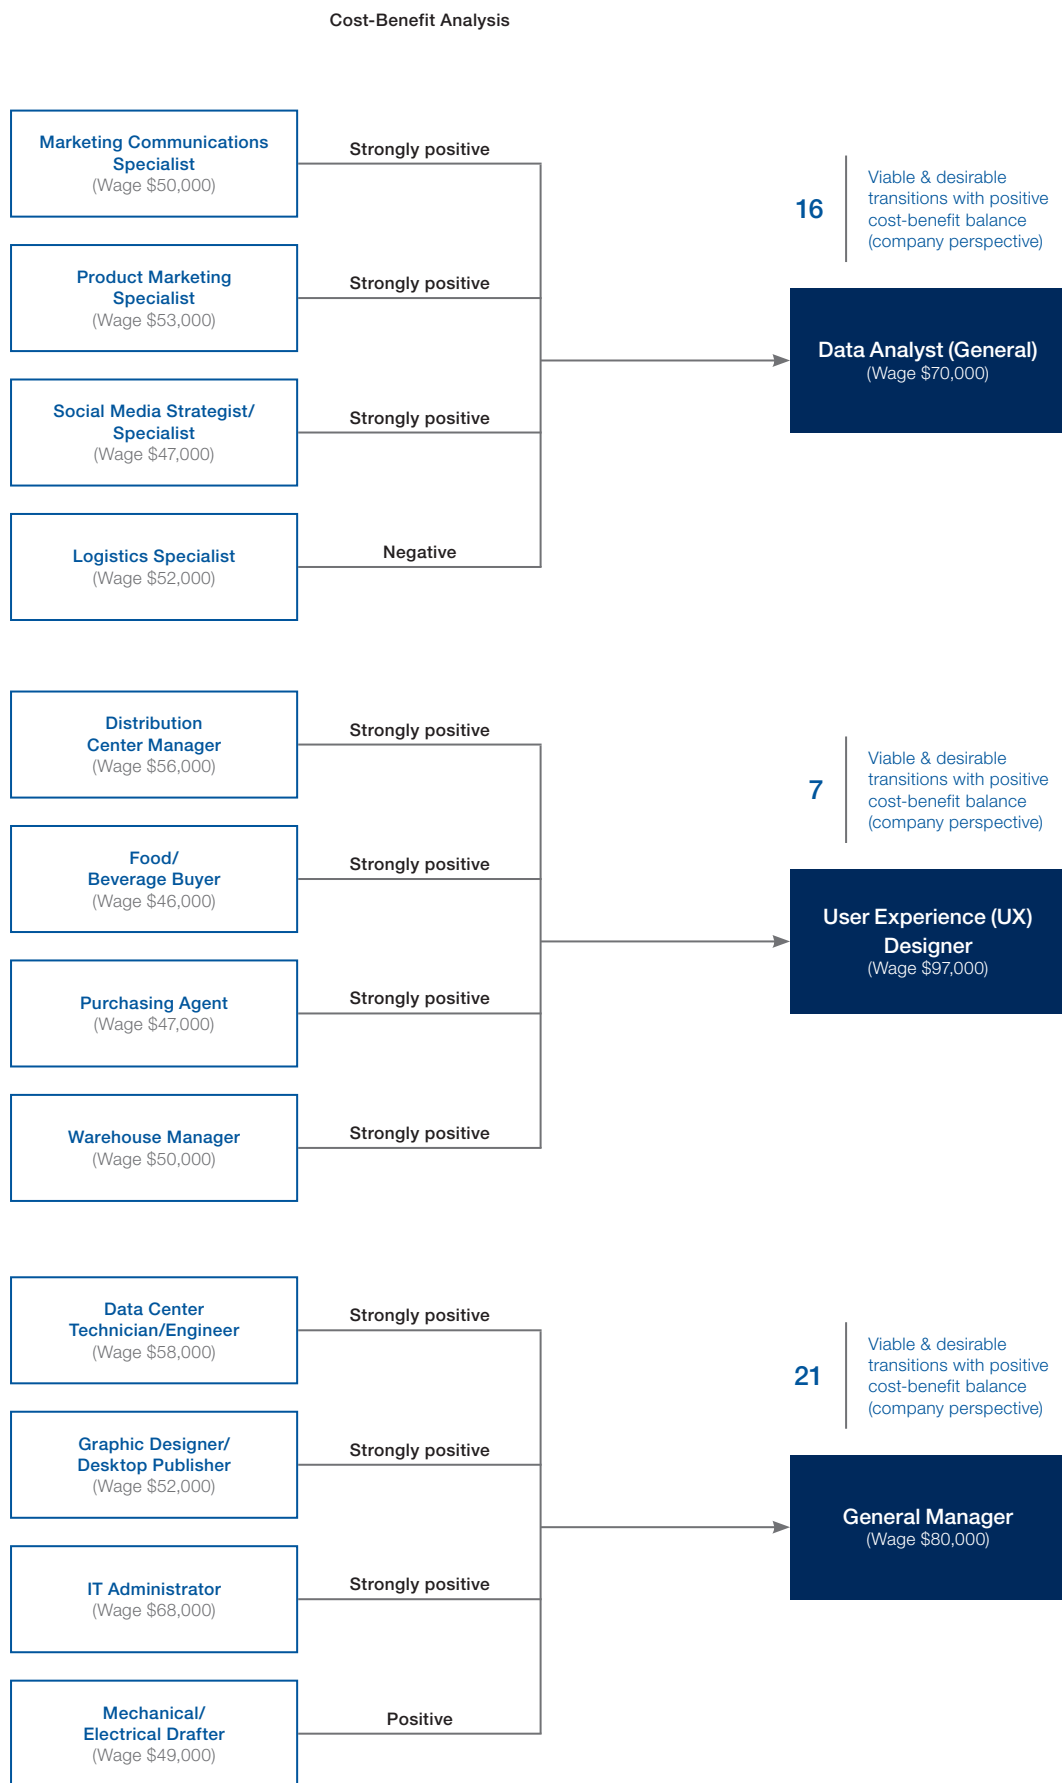 Cost-Benefit Analysis
Marketing Communications
Specialist
(Wage $50,000)
Strongly positive
Product Marketing
Specialist
(Wage $53,000)
Strongly positive
Social Media Strategist/
Specialist
(Wage $47,000)
Strongly positive
Logistics Specialist
(Wage $52,000)
Negative
16
Viable & desirable
transitions with positive
cost-benefit balance
(company perspective)
Data Analyst (General)
(Wage $70,000)
Distribution
Center Manager
(Wage $56,000)
Strongly positive
Food/
Beverage Buyer
(Wage $46,000)
Strongly positive
Purchasing Agent
(Wage $47,000)
Strongly positive
Warehouse Manager
(Wage $50,000)
Strongly positive
7
Viable & desirable
transitions with positive
cost-benefit balance
(company perspective)
User Experience (UX)
Designer
(Wage $97,000)
Data Center
Technician/Engineer
(Wage $58,000)
Strongly positive
Graphic Designer/
Desktop Publisher
(Wage $52,000)
Strongly positive
IT Administrator
(Wage $68,000)
Strongly positive
Mechanical/
Electrical Drafter
(Wage $49,000)
Positive
21
Viable & desirable
transitions with positive
cost-benefit balance
(company perspective)
General Manager
(Wage $80,000)